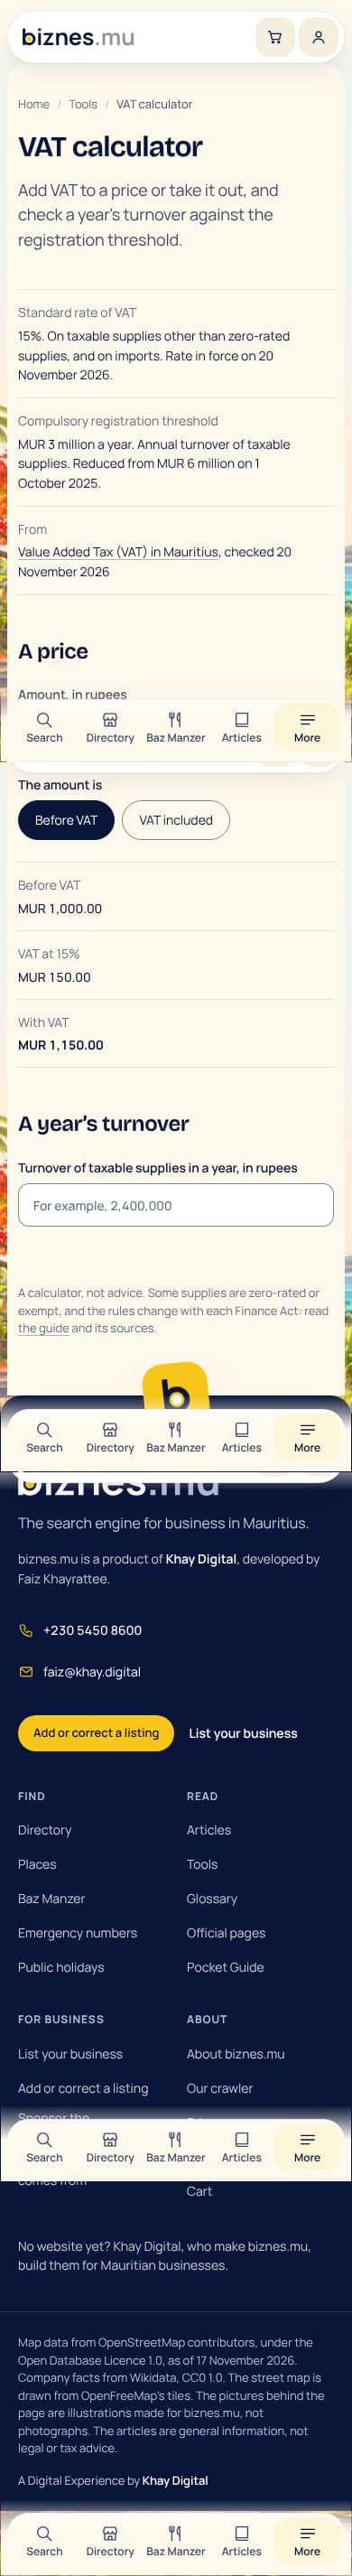 biznes.mu
Home / Tools / VAT calculator
VAT calculator
Add VAT to a price or take it out, and
check a year's turnover against the
registration threshold.
Standard rate of VAT
15%. On taxable supplies other than zero-rated
supplies, and on imports. Rate in force on 20
November 2026.
Compulsory registration threshold
MUR 3 million a year. Annual turnover of taxable
supplies. Reduced from MUR 6 million on 1
October 2025.
From
Value Added Tax (VAT) in Mauritius, checked 20
November 2026
A price
Amount, in rupees
Search Directory Baz Manzer Articles More
The amount is
Before VAT VAT included
Before VAT
MUR 1,000.00
VAT at 15%
MUR 150.00
With VAT
MUR 1,150.00
A year's turnover
Turnover of taxable supplies in a year, in rupees
For example, 2,400,000
A calculator, not advice. Some supplies are zero-rated or
exempt, and the rules change with each Finance Act: read
the guide and its sources.
b
Search Directory Baz Manzer Articles More
biznes.mu
The search engine for business in Mauritius.
biznes.mu is a product of Khay Digital, developed by
Faiz Khayrattee.
+230 5450 8600
faiz@khay.digital
Add or correct a listing List your business
FIND
Directory
Places
Baz Manzer
Emergency numbers
Public holidays
READ
Articles
Tools
Glossary
Official pages
Pocket Guide
FOR BUSINESS
List your business
Add or correct a listing
Sponsor the
comes from
ABOUT
About biznes.mu
Our crawler
Cart
Search Directory Baz Manzer Articles More
No website yet? Khay Digital, who make biznes.mu,
build them for Mauritian businesses.
Map data from OpenStreetMap contributors, under the
Open Database Licence 1.0, as of 17 November 2026.
Company facts from Wikidata, CC0 1.0. The street map is
drawn from OpenFreeMap's tiles. The pictures behind the
page are illustrations made for biznes.mu, not
photographs. The articles are general information, not
legal or tax advice.
A Digital Experience by Khay Digital
Search Directory Baz Manzer Articles More